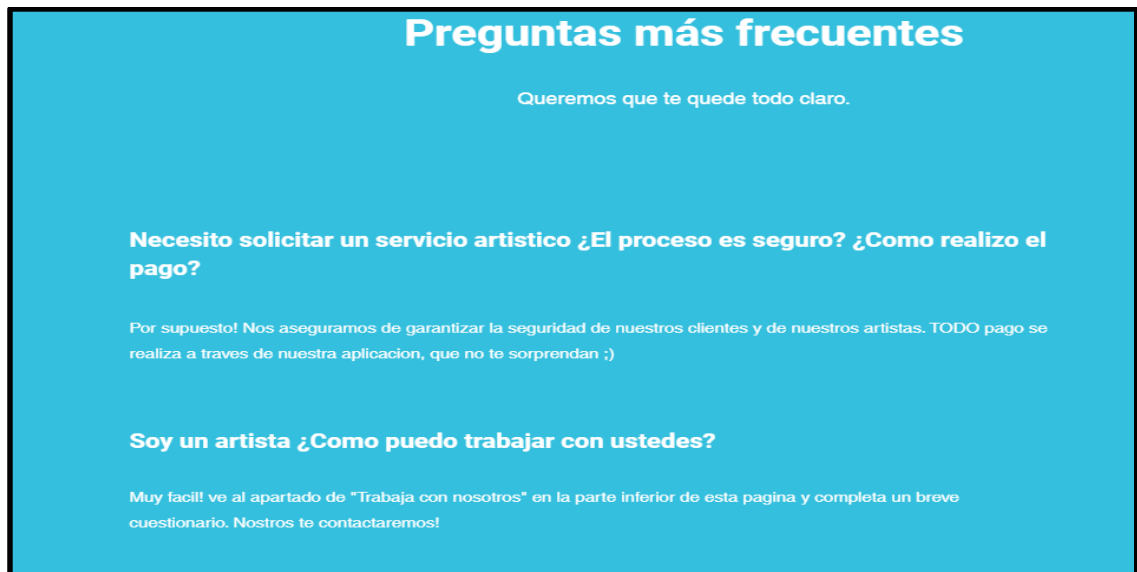 Preguntas más frecuentes
Queremos que te quede todo claro.
Necesito solicitar un servicio artistico ¿El proceso es seguro? ¿Como realizo el
pago?
Por supuesto! Nos aseguramos de garantizar la seguridad de nuestros clientes y de nuestros artistas. TODO pago se
realiza a traves de nuestra aplicacion, que no te sorprendan ;)
Soy un artista ¿Como puedo trabajar con ustedes?
Muy facil! ve al apartado de "Trabaja con nosotros" en la parte inferior de esta pagina y completa un breve
cuestionario. Nostros te contactaremos!